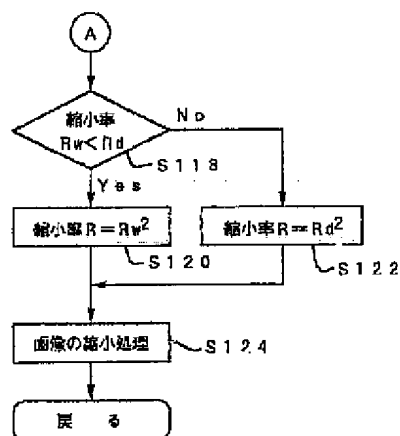 A
縮小率
Rw<Rd
No
S118
Yes
縮小率R=Rw²
縮小率R=Rd²
S120
S122
画像の縮小処理
S124
戻る